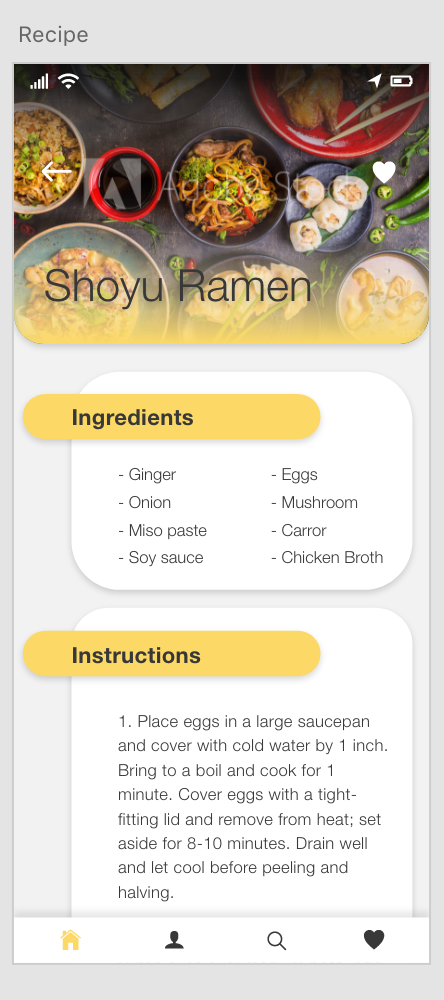 Recipe
Adobe Stock
Shoyu Ramen
Ingredients
- Ginger
- Eggs
- Onion
- Mushroom
- Miso paste
- Carror
- Soy sauce
- Chicken Broth
Instructions
1. Place eggs in a large saucepan
and cover with cold water by 1 inch.
Bring to a boil and cook for 1
minute. Cover eggs with a tight-
fitting lid and remove from heat; set
aside for 8-10 minutes. Drain well
and let cool before peeling and
halving.